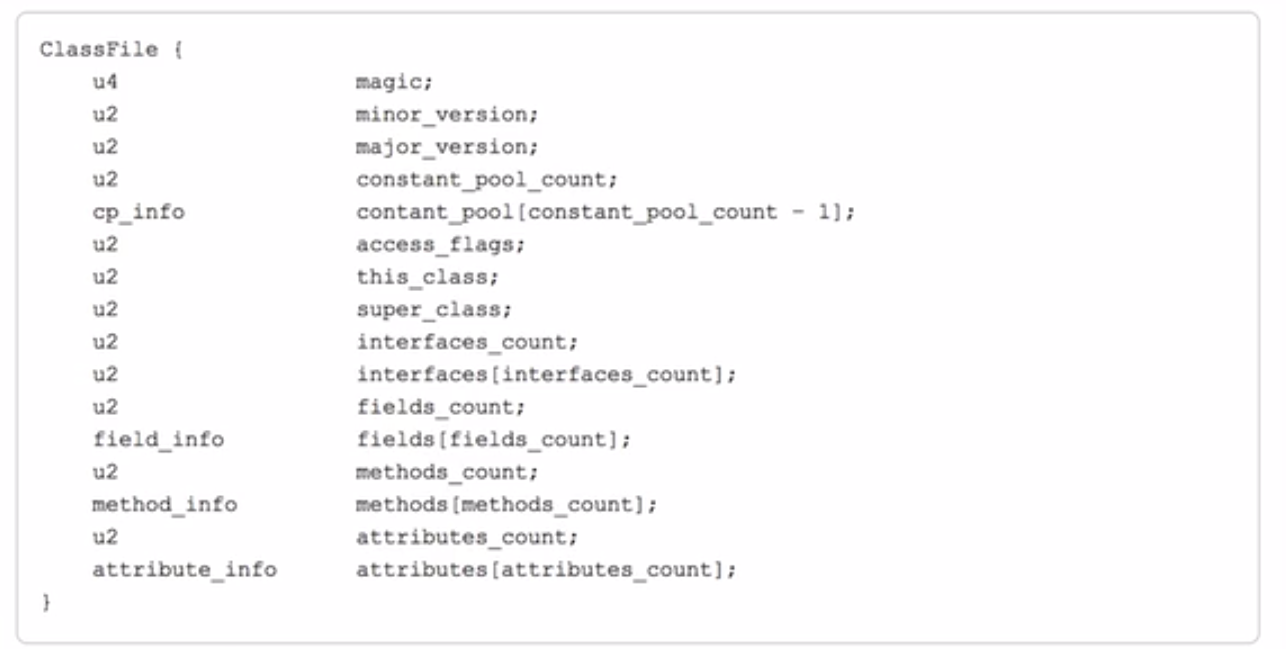 ClassFile {
u4 magic;
u2 minor_version;
u2 major_version;
u2 constant_pool_count;
cp_info contant_pool[constant_pool_count - 1];
u2 access_flags;
u2 this_class;
u2 super_class;
u2 interfaces_count;
u2 interfaces[interfaces_count];
u2 fields_count;
field_info fields[fields_count];
u2 methods_count;
method_info methods[methods_count];
u2 attributes_count;
attribute_info attributes[attributes_count];
}